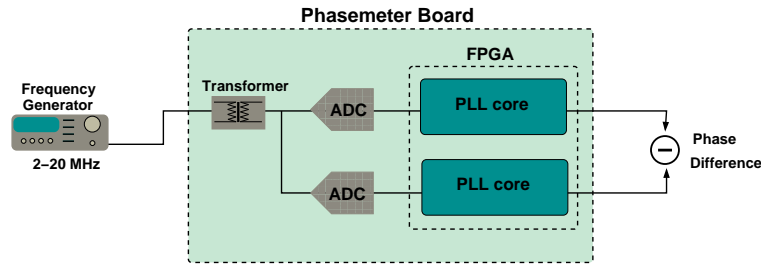 Phasemeter Board
FPGA
Frequency
Generator
Transformer
ADC
PLL core
2–20 MHz
Phase
Difference
ADC
PLL core